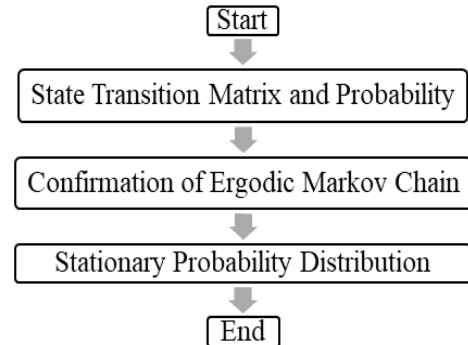 Start
State Transition Matrix and Probability
Confirmation of Ergodic Markov Chain
Stationary Probability Distribution
End